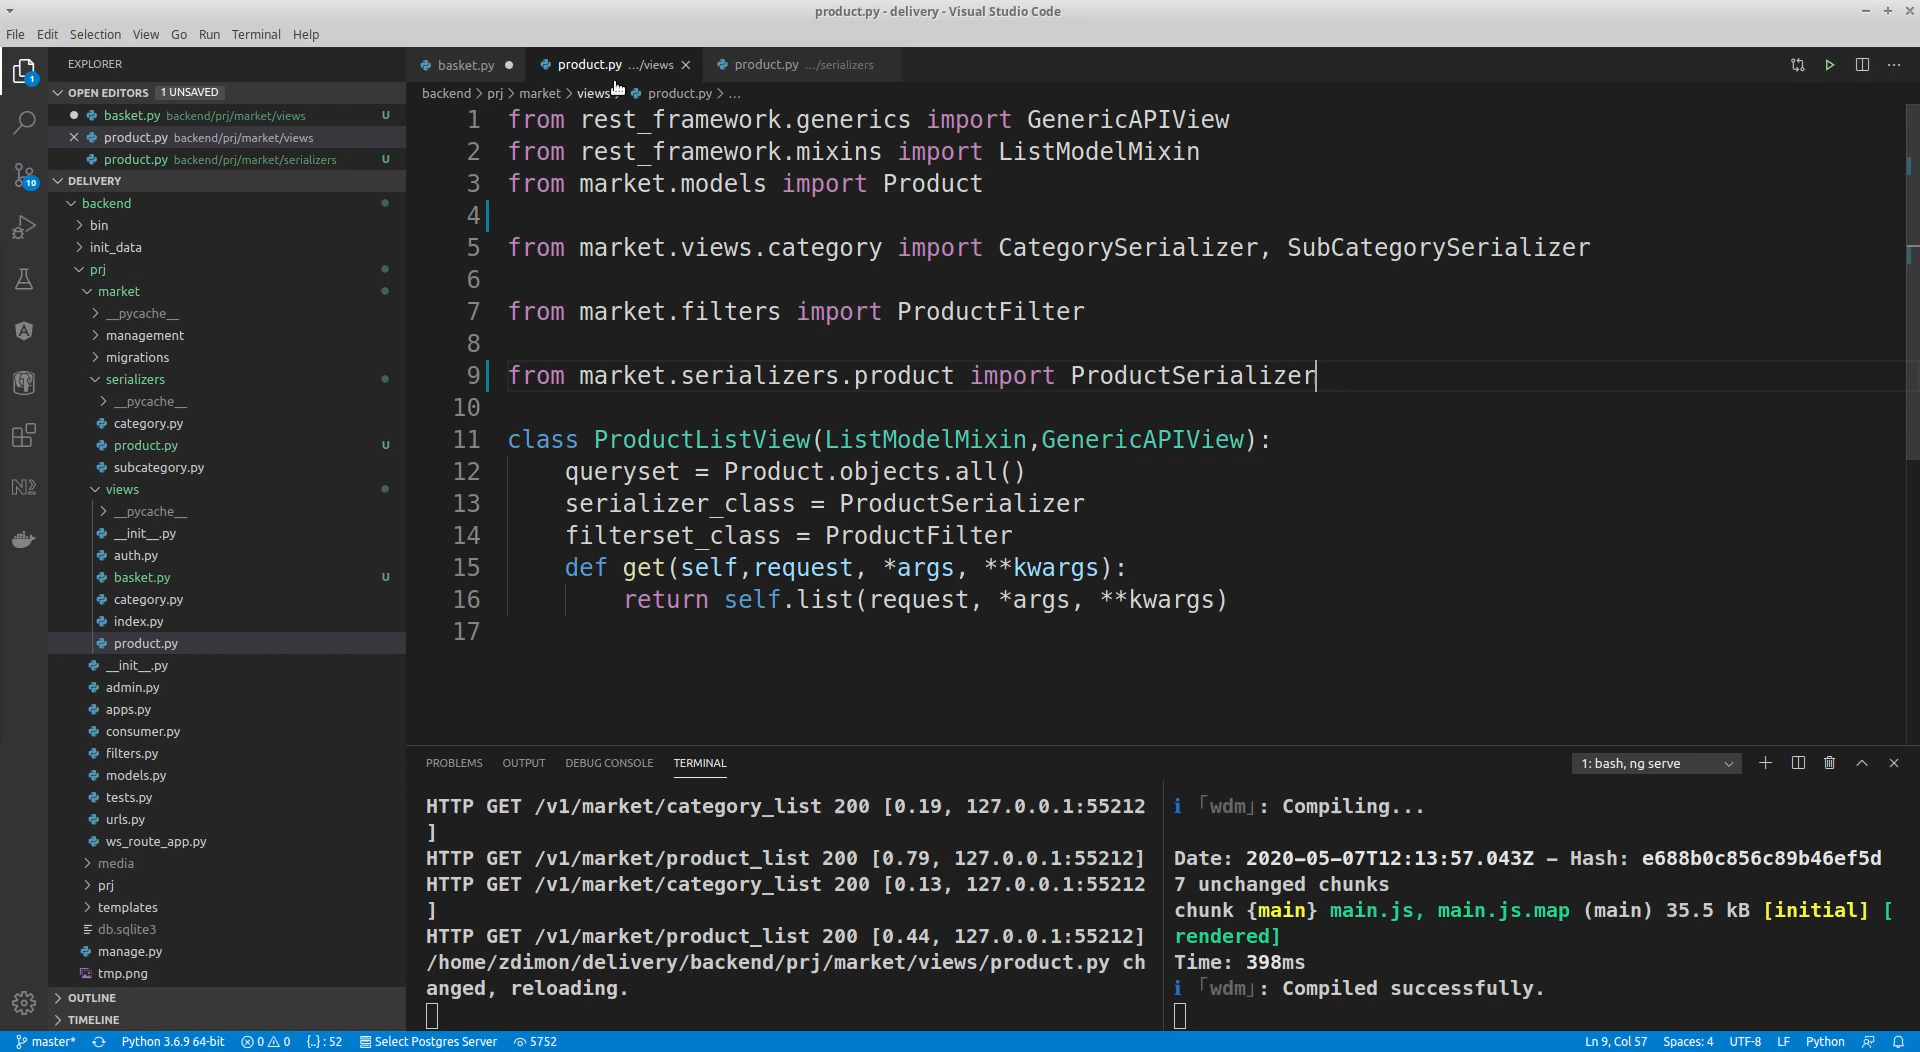 product.py - delivery - Visual Studio Code
File Edit Selection View Go Run Terminal Help
EXPLORER
OPEN EDITORS 1 UNSAVED
basket.py backend/prj/market/views U
product.py backend/prj/market/views
product.py backend/prj/market/serializers U
DELIVERY
backend
bin
init_data
prj
market
__pycache__
management
migrations
serializers
__pycache__
category.py
product.py U
subcategory.py
views
__pycache__
__init__.py
auth.py
basket.py U
category.py
index.py
product.py
__init__.py
admin.py
apps.py
consumer.py
filters.py
models.py
tests.py
urls.py
ws_route_app.py
media
prj
templates
db.sqlite3
manage.py
tmp.png
OUTLINE
TIMELINE
1
10
basket.py
product.py .../views
product.py .../serializers
backend > prj > market > views > product.py > ...
1 from rest_framework.generics import GenericAPIView
2 from rest_framework.mixins import ListModelMixin
3 from market.models import Product
4
5 from market.views.category import CategorySerializer, SubCategorySerializer
6
7 from market.filters import ProductFilter
8
9 from market.serializers.product import ProductSerializer
10
11 class ProductListView(ListModelMixin,GenericAPIView):
12 queryset = Product.objects.all()
13 serializer_class = ProductSerializer
14 filterset_class = ProductFilter
15 def get(self,request, *args, **kwargs):
16 return self.list(request, *args, **kwargs)
17
PROBLEMS OUTPUT DEBUG CONSOLE TERMINAL
1: bash, ng serve
HTTP GET /v1/market/category_list 200 [0.19, 127.0.0.1:55212
]
HTTP GET /v1/market/product_list 200 [0.79, 127.0.0.1:55212]
HTTP GET /v1/market/category_list 200 [0.13, 127.0.0.1:55212
]
HTTP GET /v1/market/product_list 200 [0.44, 127.0.0.1:55212]
/home/zdimon/delivery/backend/prj/market/views/product.py ch
anged, reloading.
ℹ 「wdm」: Compiling...
Date: 2020-05-07T12:13:57.043Z - Hash: e688b0c856c89b46ef5d
7 unchanged chunks
chunk {main} main.js, main.js.map (main) 35.5 kB [initial] [
rendered]
Time: 398ms
ℹ 「wdm」: Compiled successfully.
master* Python 3.6.9 64-bit 0 0 {..} : 52 Select Postgres Server 5752 Ln 9, Col 57 Spaces: 4 UTF-8 LF Python